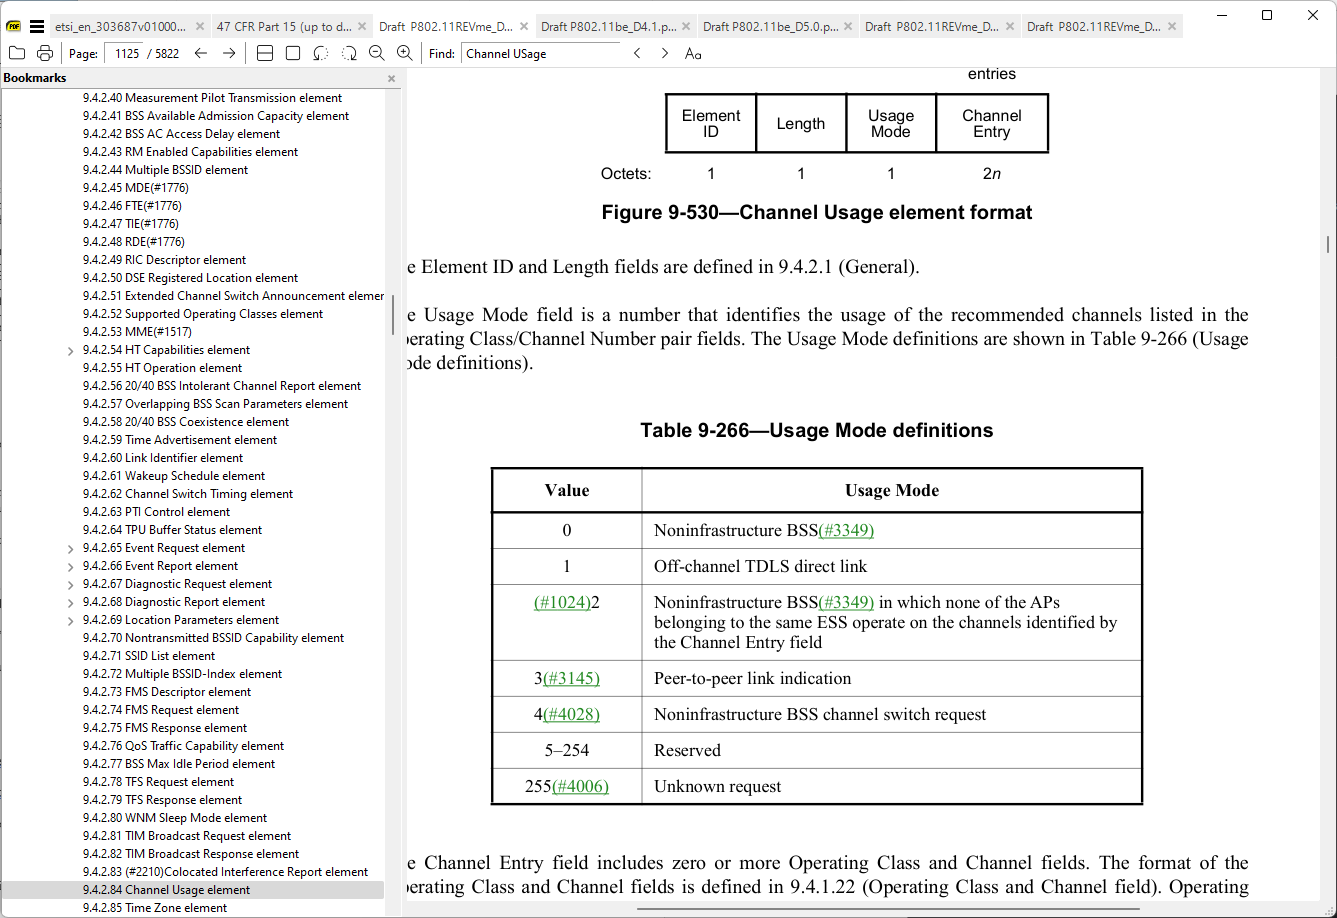 etsi_en_303687v01000...
47 CFR Part 15 (up to d...
Draft P802.11REVme_D...
Draft P802.11be_D4.1.p...
Draft P802.11be_D5.0.p...
Draft P802.11REVme_D...
Draft P802.11REVme_D...
Page: 1125 / 5822
Find: Channel USage
Bookmarks
9.4.2.40 Measurement Pilot Transmission element
9.4.2.41 BSS Available Admission Capacity element
9.4.2.42 BSS AC Access Delay element
9.4.2.43 RM Enabled Capabilities element
9.4.2.44 Multiple BSSID element
9.4.2.45 MDE(#1776)
9.4.2.46 FTE(#1776)
9.4.2.47 TIE(#1776)
9.4.2.48 RDE(#1776)
9.4.2.49 RIC Descriptor element
9.4.2.50 DSE Registered Location element
9.4.2.51 Extended Channel Switch Announcement elemer
9.4.2.52 Supported Operating Classes element
9.4.2.53 MME(#1517)
9.4.2.54 HT Capabilities element
9.4.2.55 HT Operation element
9.4.2.56 20/40 BSS Intolerant Channel Report element
9.4.2.57 Overlapping BSS Scan Parameters element
9.4.2.58 20/40 BSS Coexistence element
9.4.2.59 Time Advertisement element
9.4.2.60 Link Identifier element
9.4.2.61 Wakeup Schedule element
9.4.2.62 Channel Switch Timing element
9.4.2.63 PTI Control element
9.4.2.64 TPU Buffer Status element
9.4.2.65 Event Request element
9.4.2.66 Event Report element
9.4.2.67 Diagnostic Request element
9.4.2.68 Diagnostic Report element
9.4.2.69 Location Parameters element
9.4.2.70 Nontransmitted BSSID Capability element
9.4.2.71 SSID List element
9.4.2.72 Multiple BSSID-Index element
9.4.2.73 FMS Descriptor element
9.4.2.74 FMS Request element
9.4.2.75 FMS Response element
9.4.2.76 QoS Traffic Capability element
9.4.2.77 BSS Max Idle Period element
9.4.2.78 TFS Request element
9.4.2.79 TFS Response element
9.4.2.80 WNM Sleep Mode element
9.4.2.81 TIM Broadcast Request element
9.4.2.82 TIM Broadcast Response element
9.4.2.83 (#2210)Colocated Interference Report element
9.4.2.84 Channel Usage element
9.4.2.85 Time Zone element
entries
Element ID Length Usage Mode Channel Entry
Octets: 1 1 1 2n
Figure 9-530—Channel Usage element format
e Element ID and Length fields are defined in 9.4.2.1 (General).
e Usage Mode field is a number that identifies the usage of the recommended channels listed in the
erating Class/Channel Number pair fields. The Usage Mode definitions are shown in Table 9-266 (Usage
ode definitions).
Table 9-266—Usage Mode definitions
Value Usage Mode
0 Noninfrastructure BSS(#3349)
1 Off-channel TDLS direct link
(#1024)2 Noninfrastructure BSS(#3349) in which none of the APs
belonging to the same ESS operate on the channels identified by
the Channel Entry field
3(#3145) Peer-to-peer link indication
4(#4028) Noninfrastructure BSS channel switch request
5–254 Reserved
255(#4006) Unknown request
e Channel Entry field includes zero or more Operating Class and Channel fields. The format of the
erating Class and Channel fields is defined in 9.4.1.22 (Operating Class and Channel field). Operating